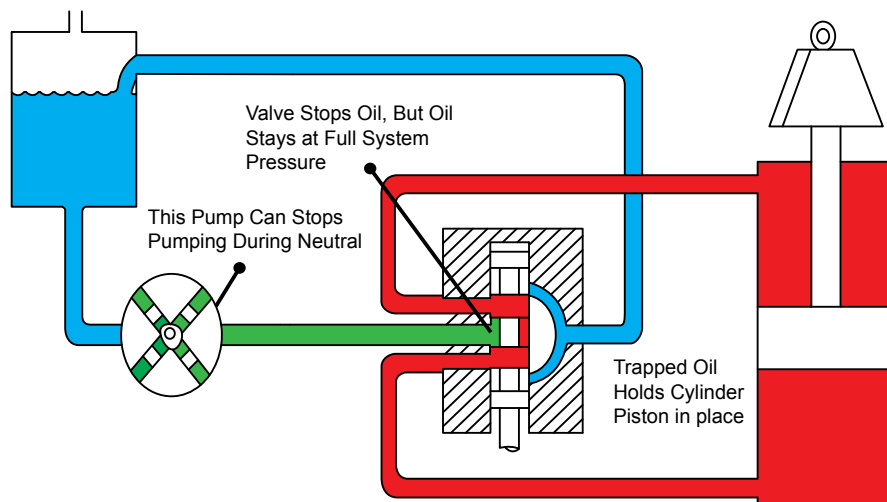 Valve Stops Oil, But Oil
Stays at Full System
Pressure
This Pump Can Stops
Pumping During Neutral
Trapped Oil
Holds Cylinder
Piston in place